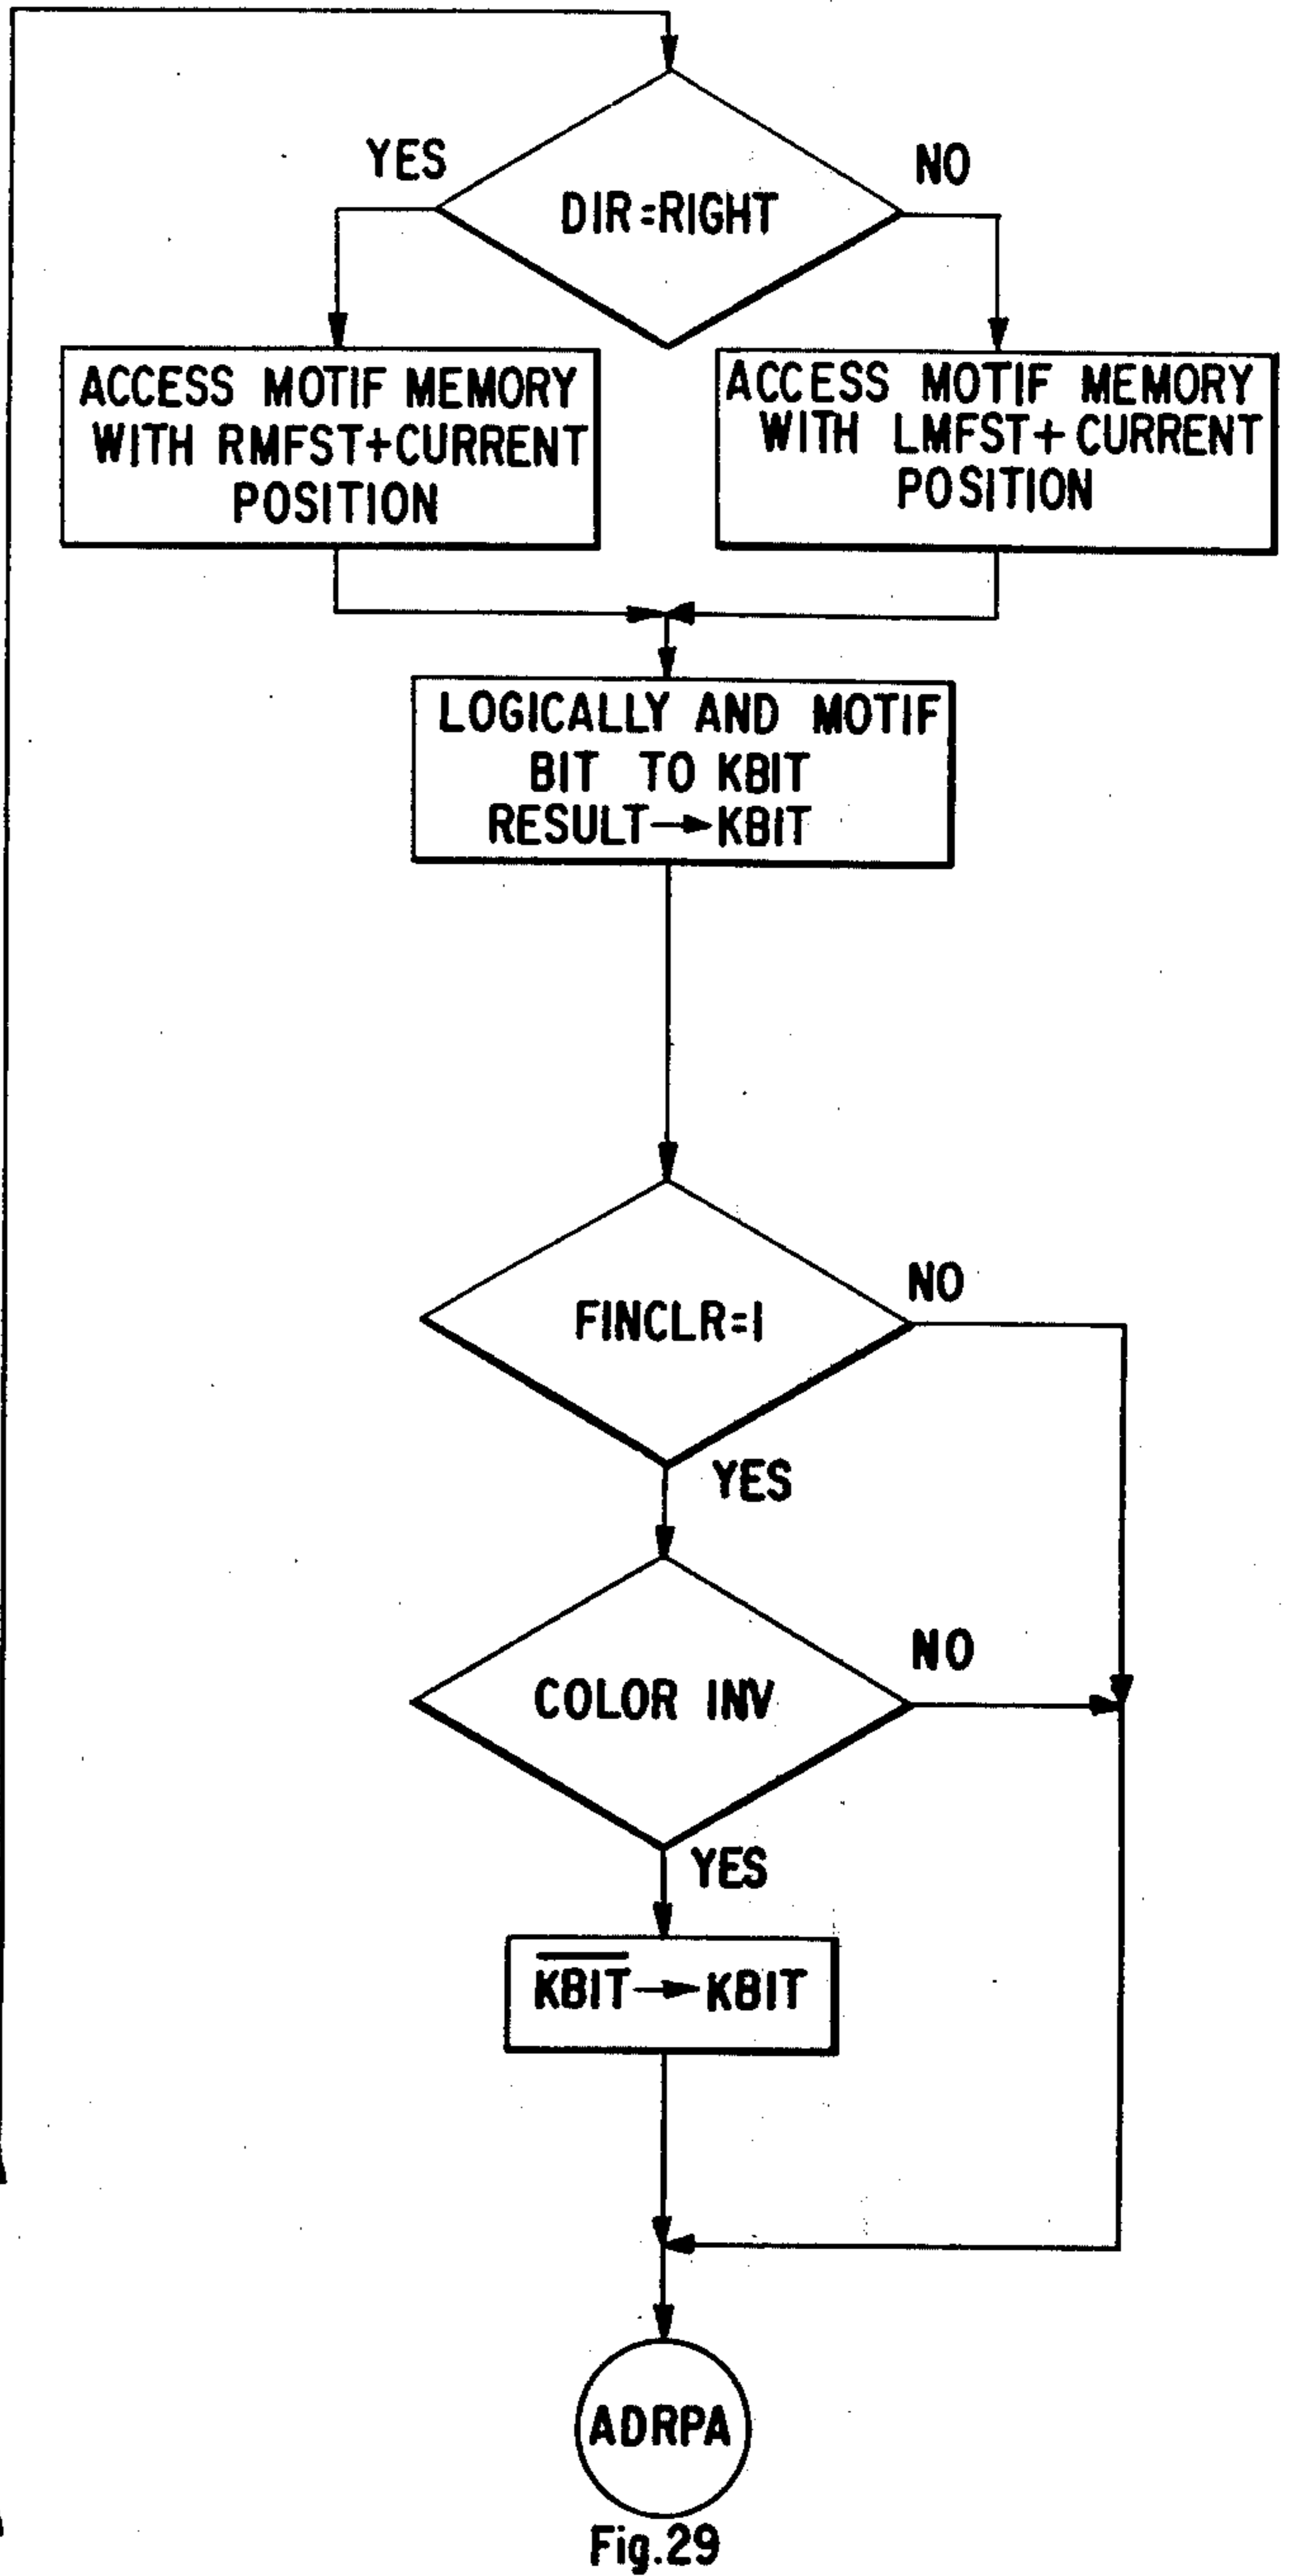 YES
NO
DIR=RIGHT
ACCESS MOTIF MEMORY
WITH RMFST+CURRENT
POSITION
ACCESS MOTIF MEMORY
WITH LMFST+CURRENT
POSITION
LOGICALLY AND MOTIF
BIT TO KBIT
RESULT→KBIT
FINCLR=1
NO
YES
COLOR INV
NO
YES
K̅B̅I̅T̅→KBIT
ADRPA
Fig.29